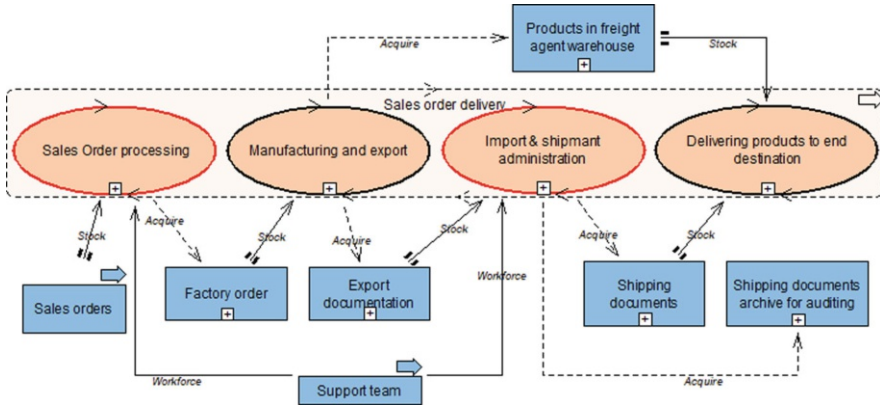 Products in freight
agent warehouse
Acquire
Stock
Sales order delivery
Sales Order processing
Manufacturing and export
Import & shipmant
administration
Delivering products to end
destination
Stock
Acquire
Stock
Acquire
Stock
Workforce
Acquire
Stock
Sales orders
Factory order
Export
documentation
Shipping
documents
Shipping documents
archive for auditing
Workforce
Support team
Acquire